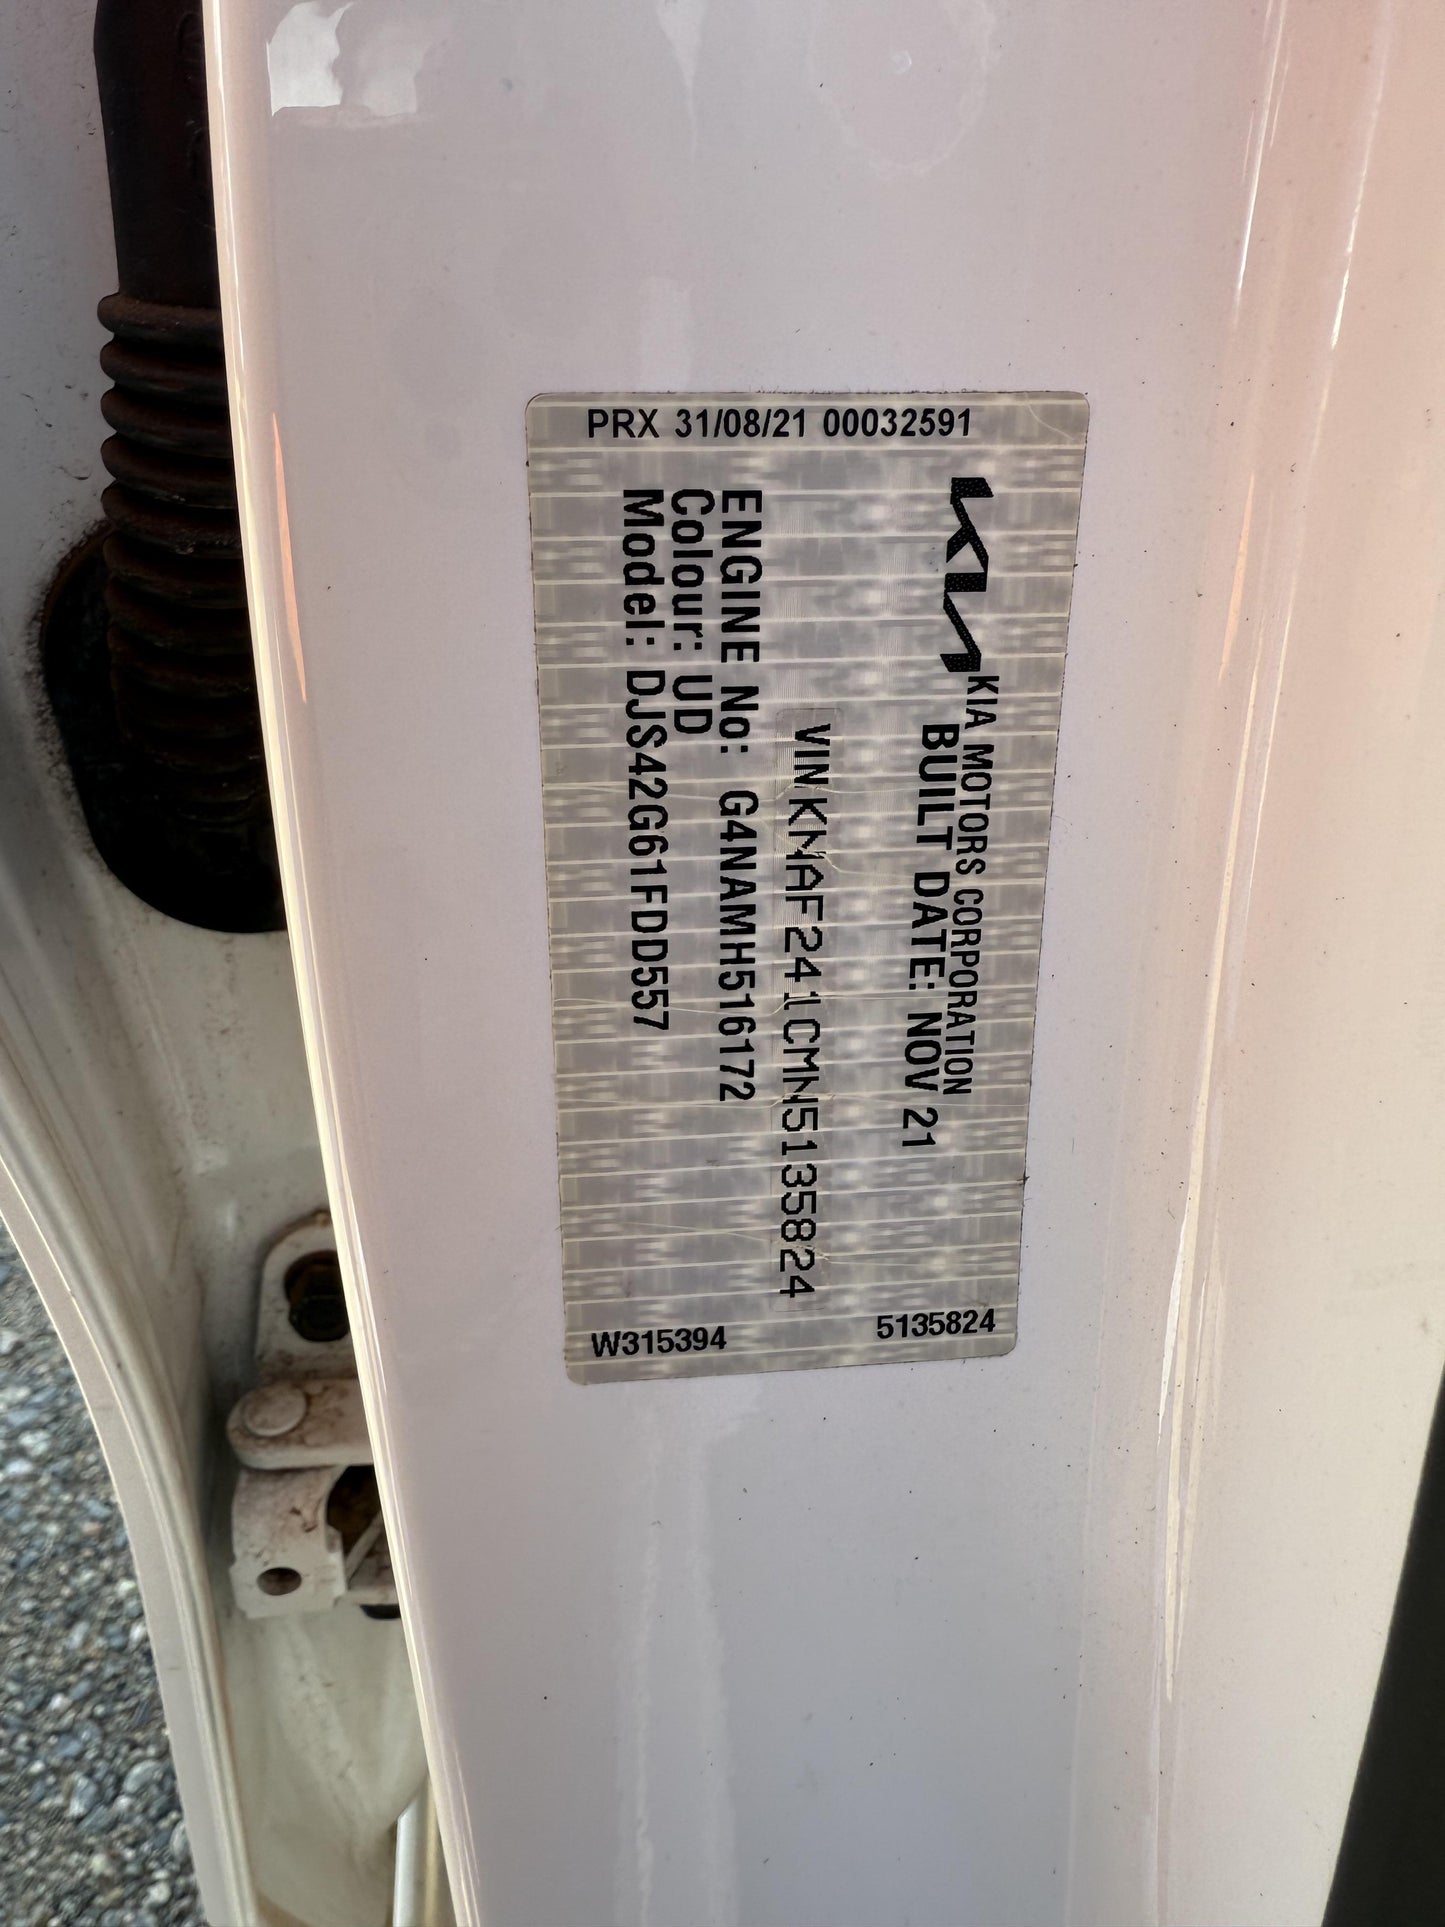 PRX 31/08/21 00032591
KIA
KIA MOTORS CORPORATION
BUILT DATE: NOV 21
VIN KNAF241CMN5135824
ENGINE No: G4NAMH516172
Colour: UD
Model: DJS42G61FDD557
W315394
5135824